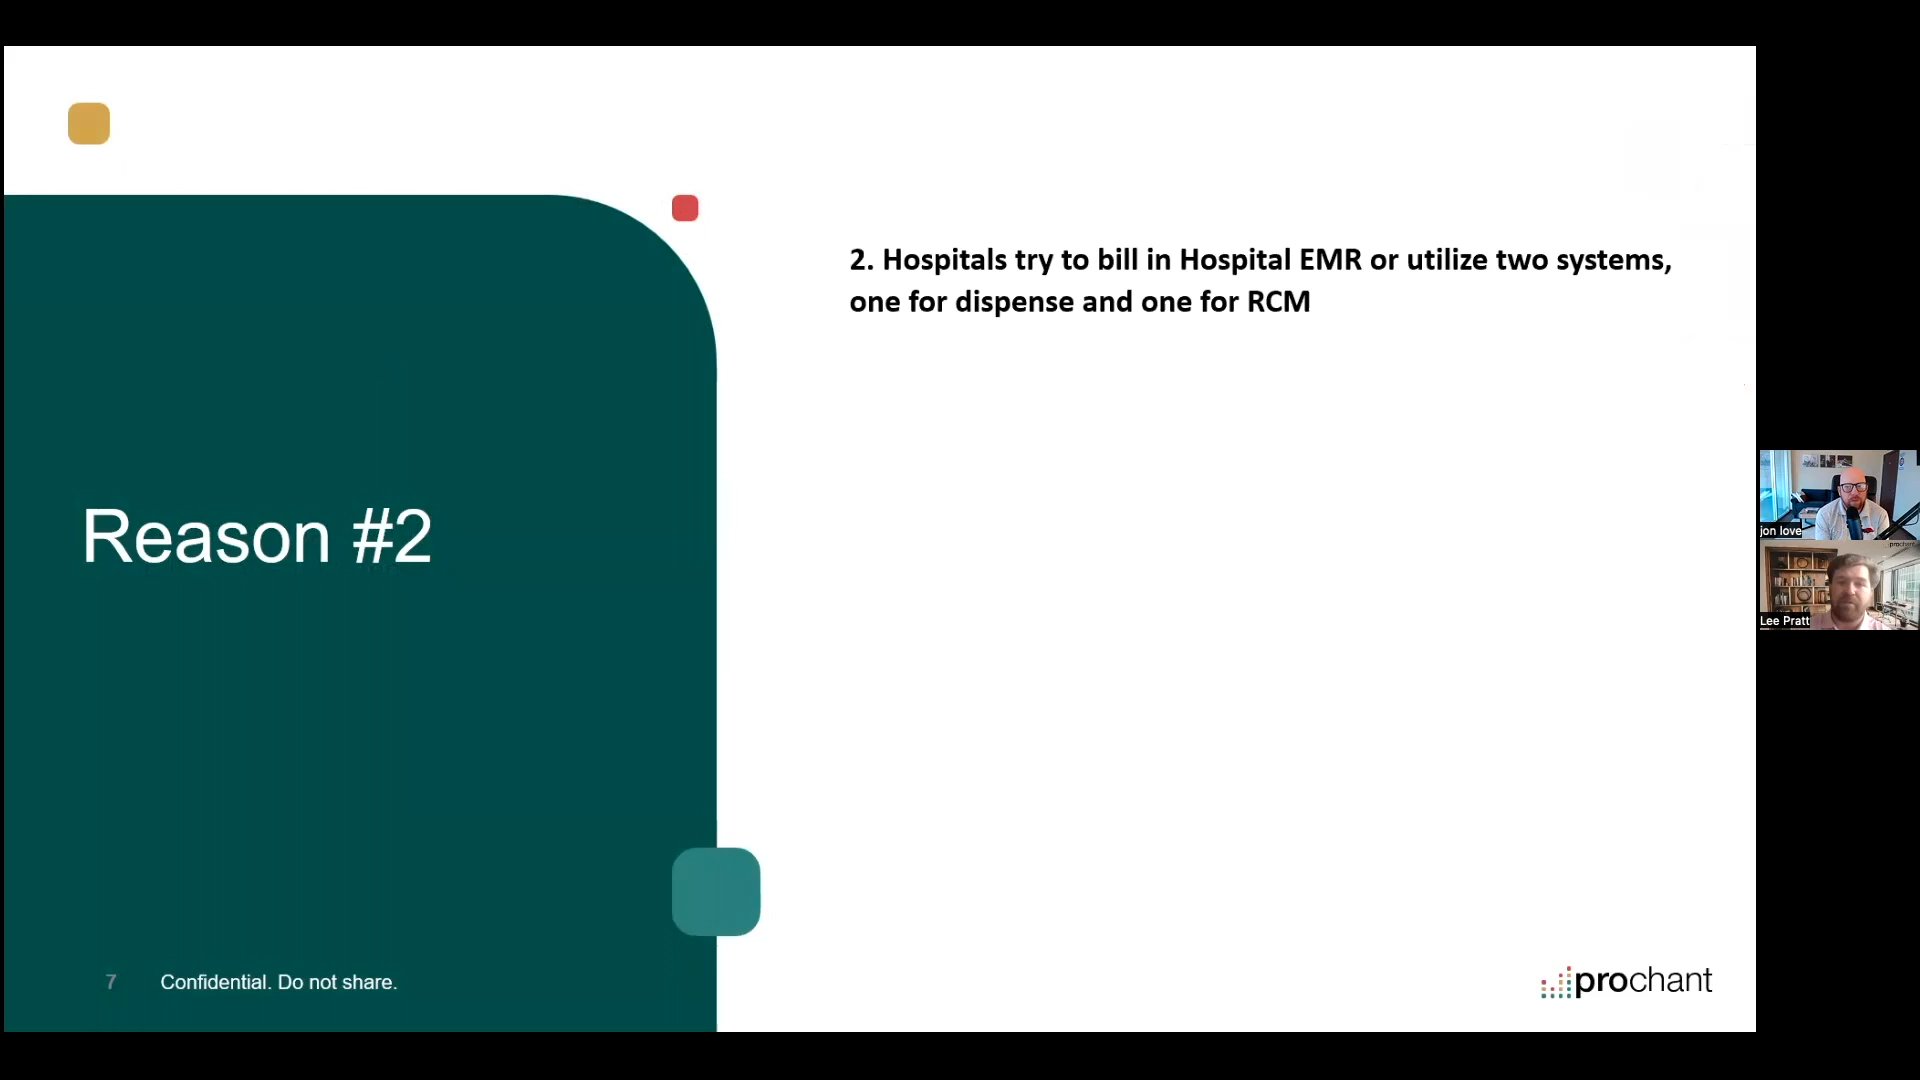 2. Hospitals try to bill in Hospital EMR or utilize two systems,
one for dispense and one for RCM
Reason #2
7 Confidential. Do not share.
prochant
jon love
prochant
Lee Pratt